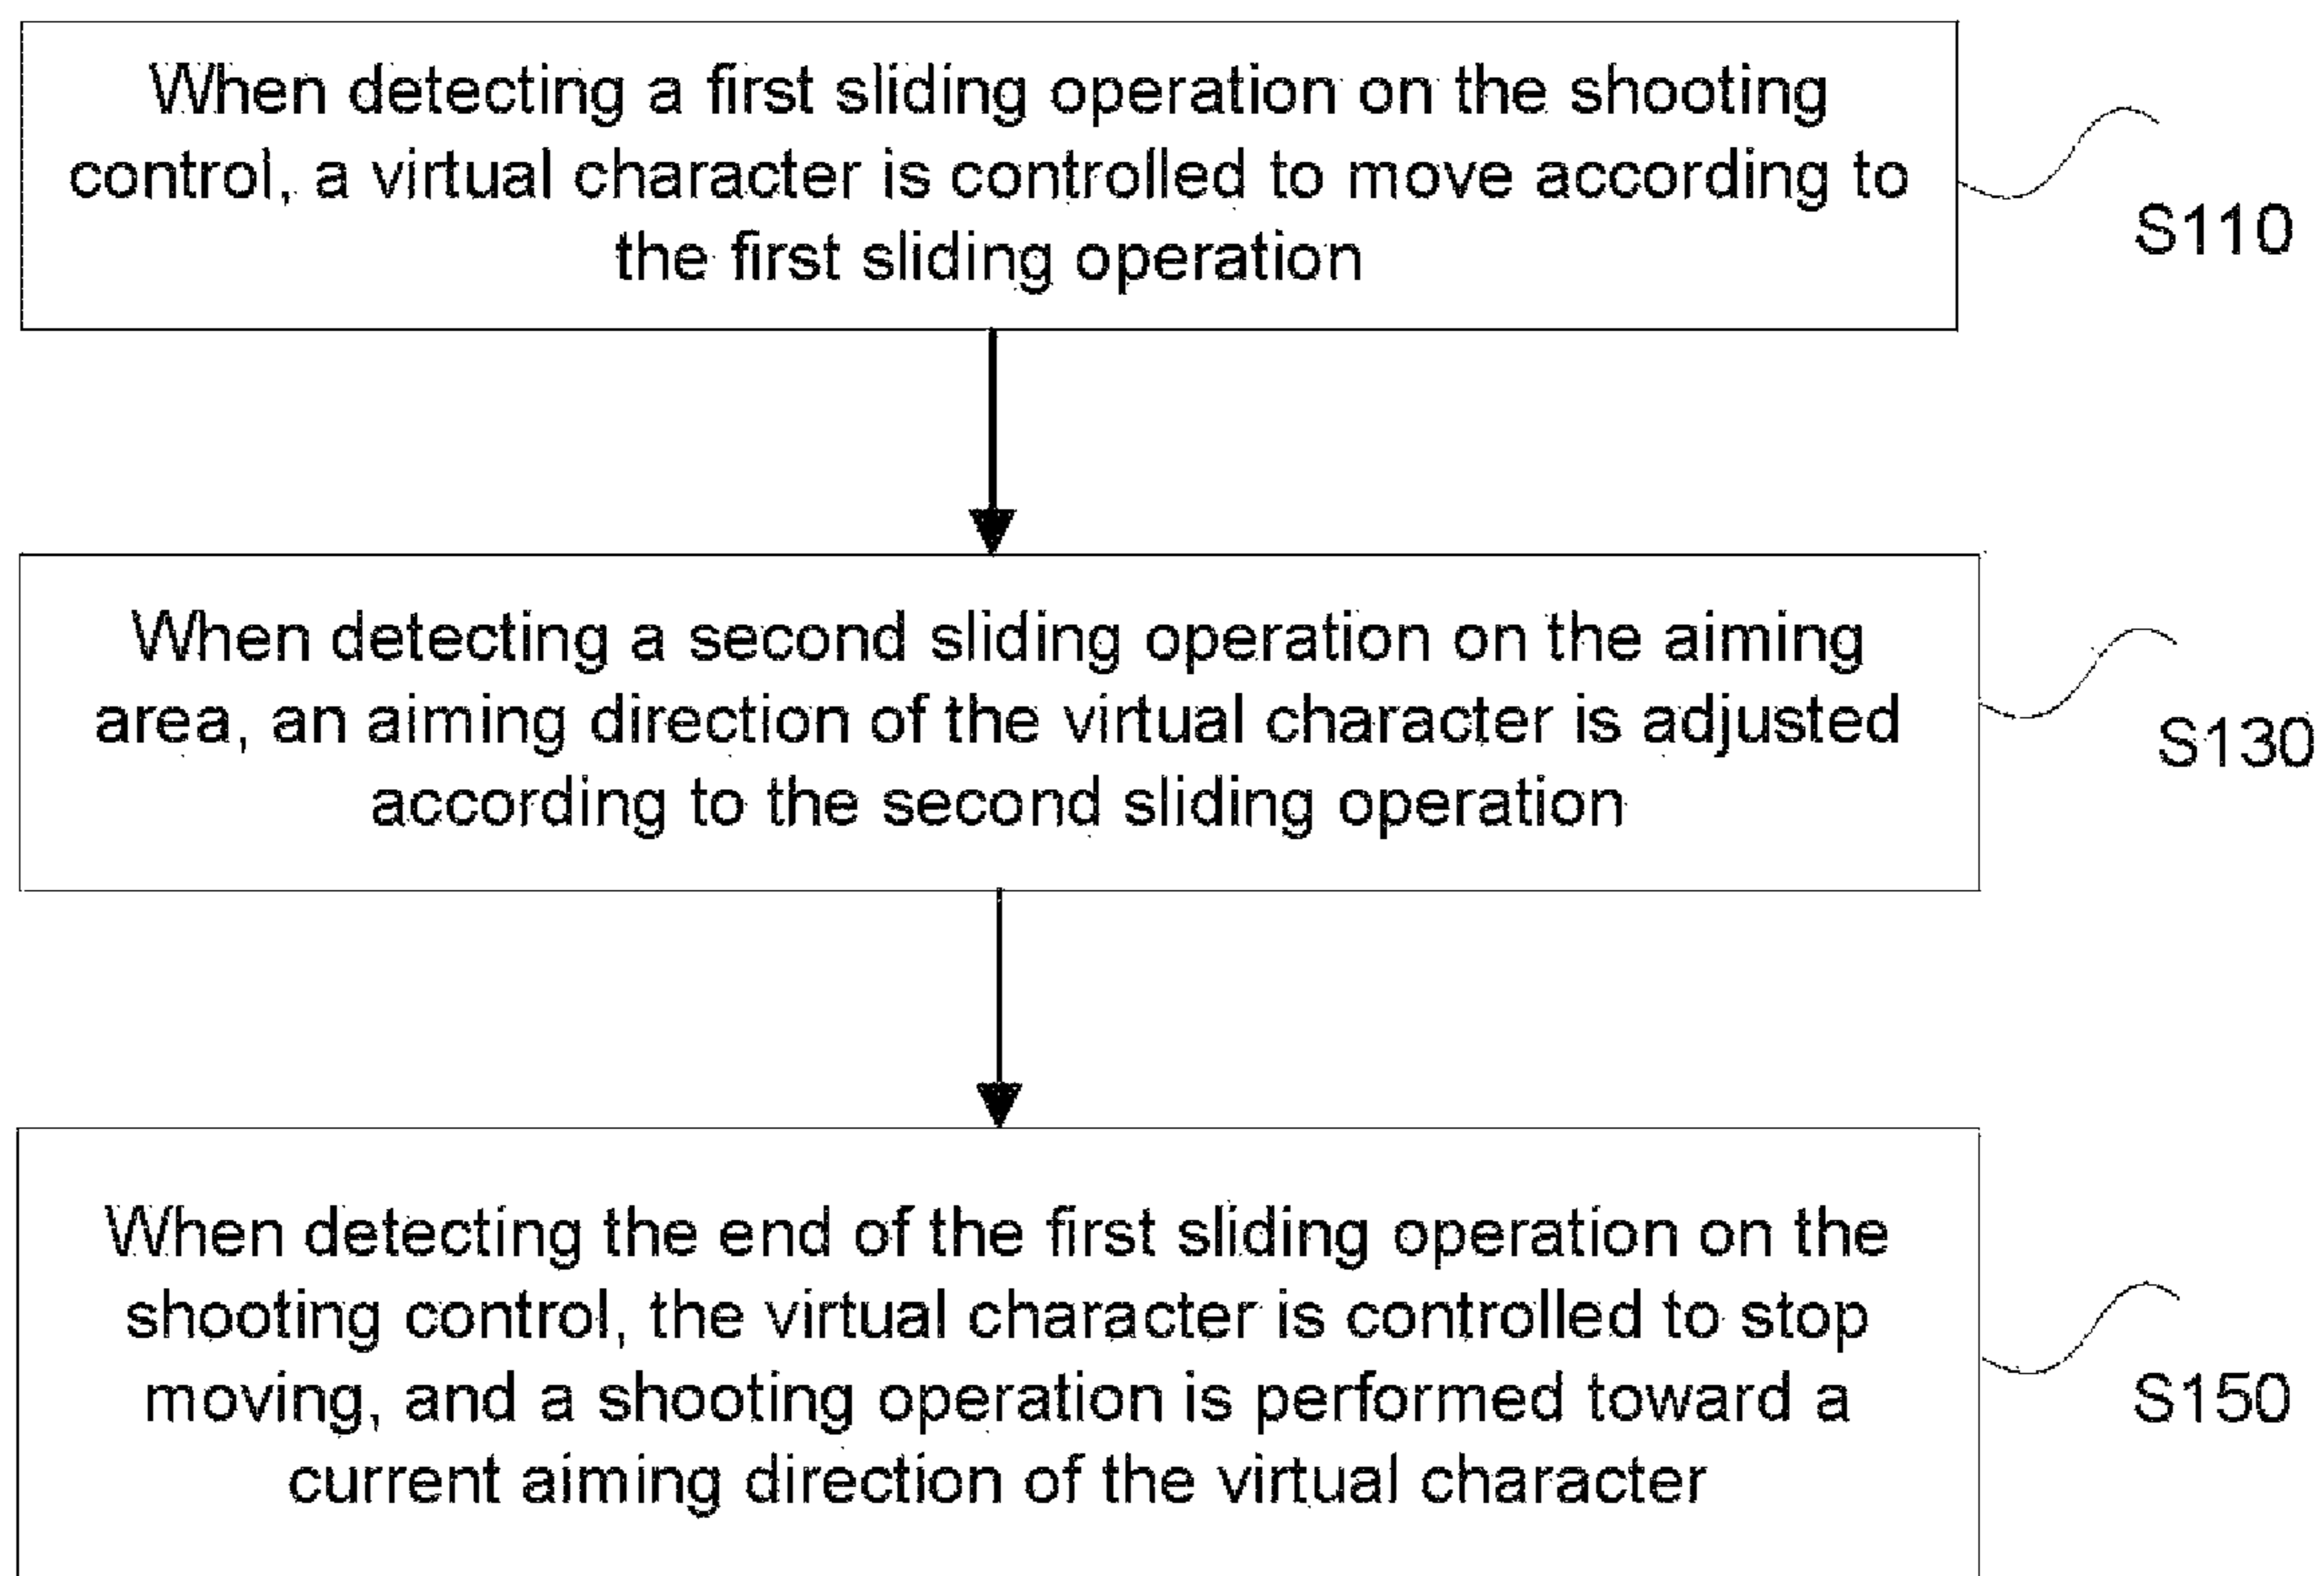 When detecting a first sliding operation on the shooting
control, a virtual character is controlled to move according to
the first sliding operation
S110
When detecting a second sliding operation on the aiming
area, an aiming direction of the virtual character is adjusted
according to the second sliding operation
S130
When detecting the end of the first sliding operation on the
shooting control, the virtual character is controlled to stop
moving, and a shooting operation is performed toward a
current aiming direction of the virtual character
S150